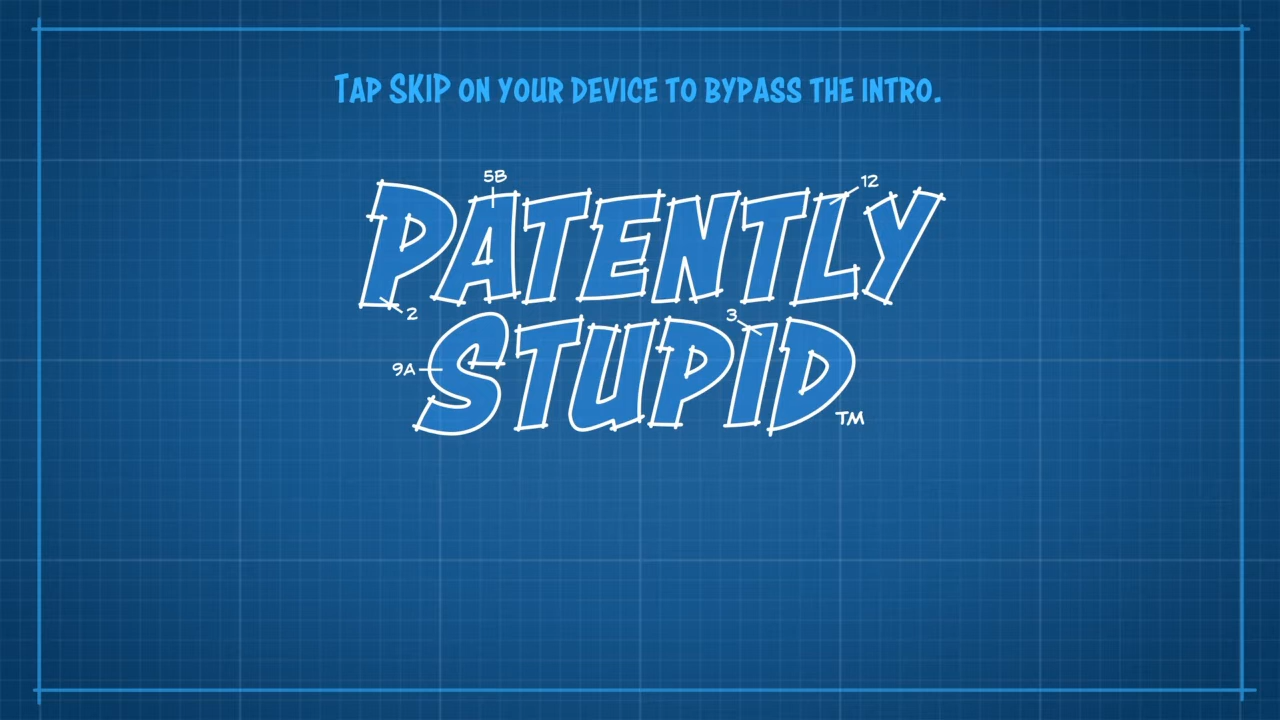 TAP SKIP ON YOUR DEVICE TO BYPASS THE INTRO.
5B
12
PATENTLY
2
3
STUPID
9A
TM